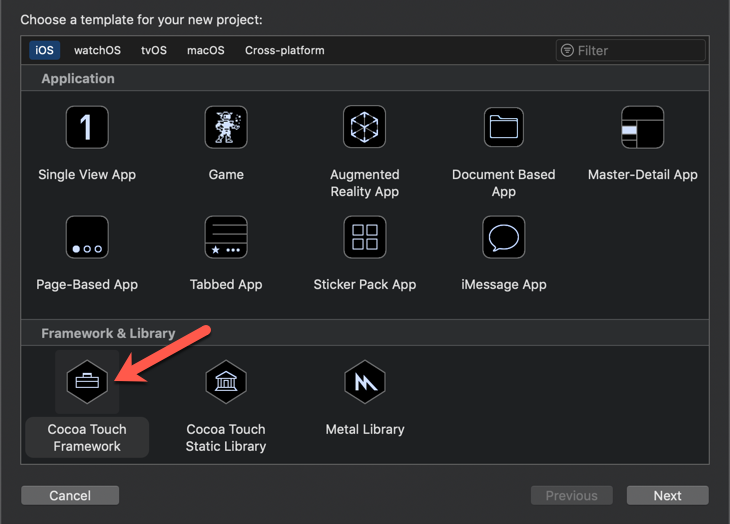 Choose a template for your new project:
iOS watchOS tvOS macOS Cross-platform Filter
Application
1
Single View App Game Augmented Reality App Document Based App Master-Detail App
Page-Based App Tabbed App Sticker Pack App iMessage App
Framework & Library
Cocoa Touch Framework Cocoa Touch Static Library Metal Library
Cancel Previous Next